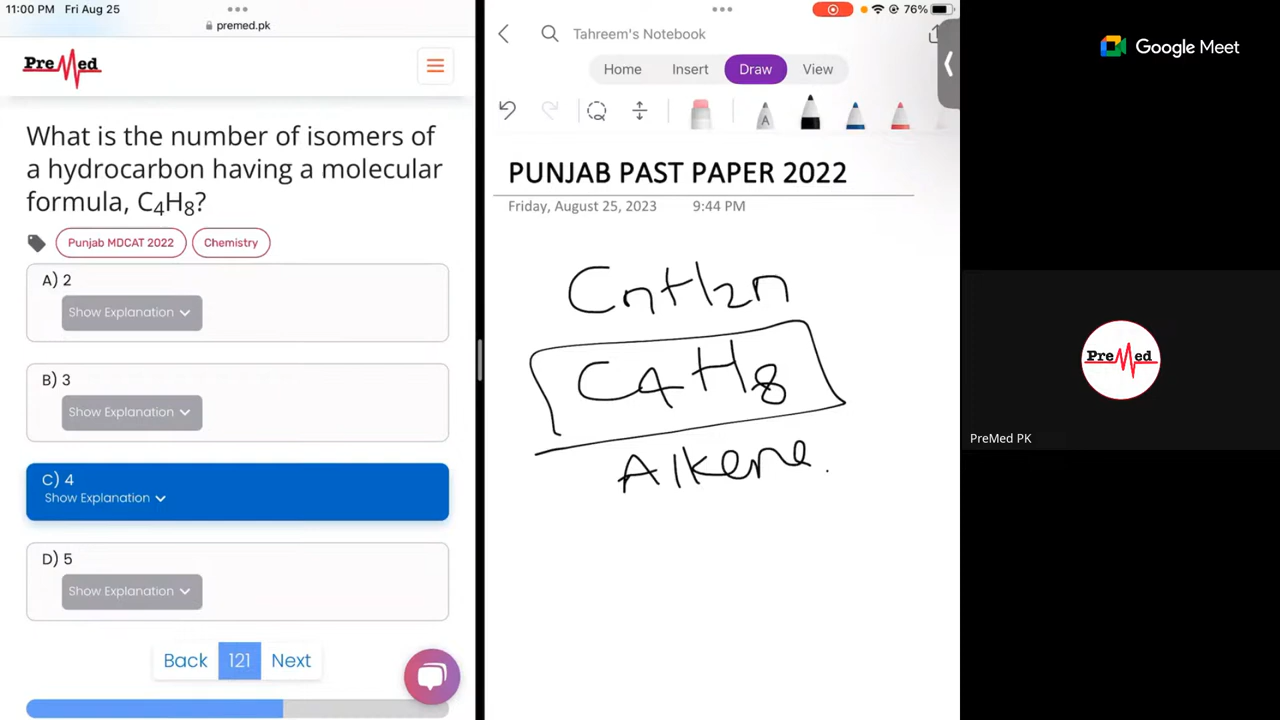 11:00 PM Fri Aug 25
premed.pk
PreMed
What is the number of isomers of
a hydrocarbon having a molecular
formula, C4H8?
Punjab MDCAT 2022
Chemistry
A) 2
Show Explanation
B) 3
Show Explanation
C) 4
Show Explanation
D) 5
Show Explanation
Back 121 Next
76%
Tahreem's Notebook
Home Insert Draw View
A
PUNJAB PAST PAPER 2022
Friday, August 25, 2023 9:44 PM
CnH2n
C4H8
Alkene.
Google Meet
PreMed
PreMed PK